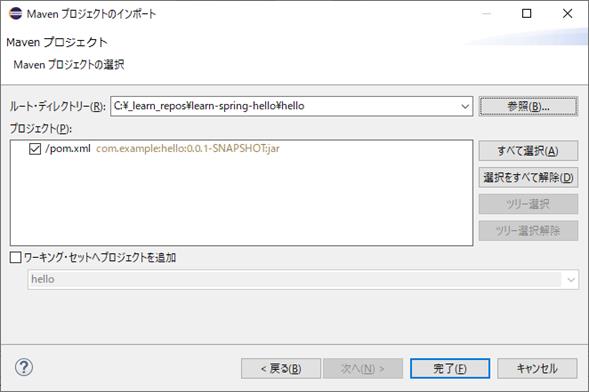 Maven プロジェクトのインポート
Maven プロジェクト
Maven プロジェクトの選択
ルート・ディレクトリー(R): C:¥_learn_repos¥learn-spring-hello¥hello 参照(B)...
プロジェクト(P):
/pom.xml com.example:hello:0.0.1-SNAPSHOT:jar
すべて選択(A)
選択をすべて解除(D)
ツリー選択
ツリー選択解除
ワーキング・セットへプロジェクトを追加
hello
< 戻る(B) 次へ(N) > 完了(F) キャンセル